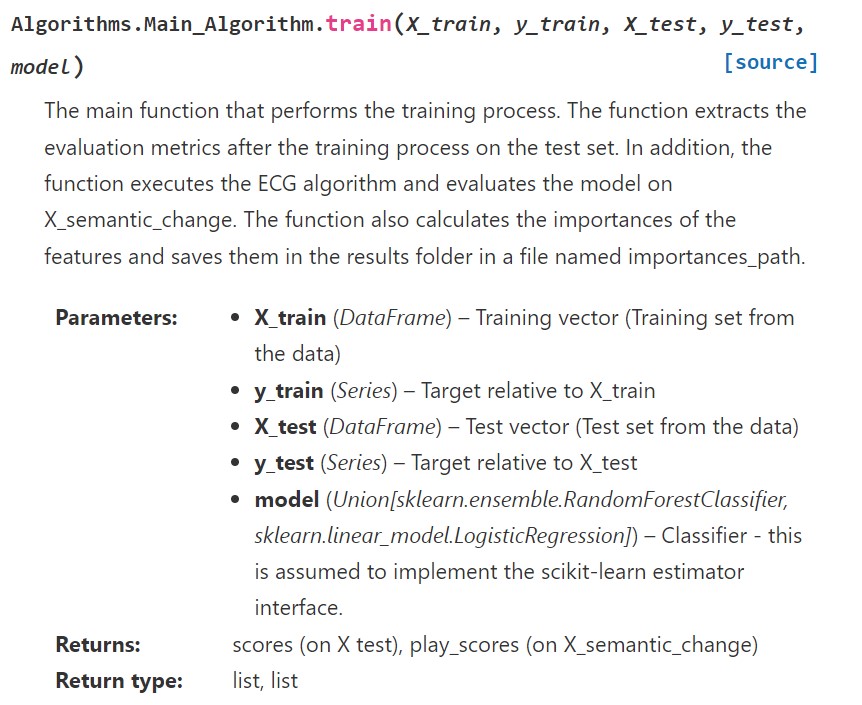 Algorithms.Main_Algorithm.train(X_train, y_train, X_test, y_test,
model) [source]
The main function that performs the training process. The function extracts the
evaluation metrics after the training process on the test set. In addition, the
function executes the ECG algorithm and evaluates the model on
X_semantic_change. The function also calculates the importances of the
features and saves them in the results folder in a file named importances_path.
Parameters: • X_train (DataFrame) – Training vector (Training set from
the data)
• y_train (Series) – Target relative to X_train
• X_test (DataFrame) – Test vector (Test set from the data)
• y_test (Series) – Target relative to X_test
• model (Union[sklearn.ensemble.RandomForestClassifier,
sklearn.linear_model.LogisticRegression]) – Classifier - this
is assumed to implement the scikit-learn estimator
interface.
Returns: scores (on X test), play_scores (on X_semantic_change)
Return type: list, list